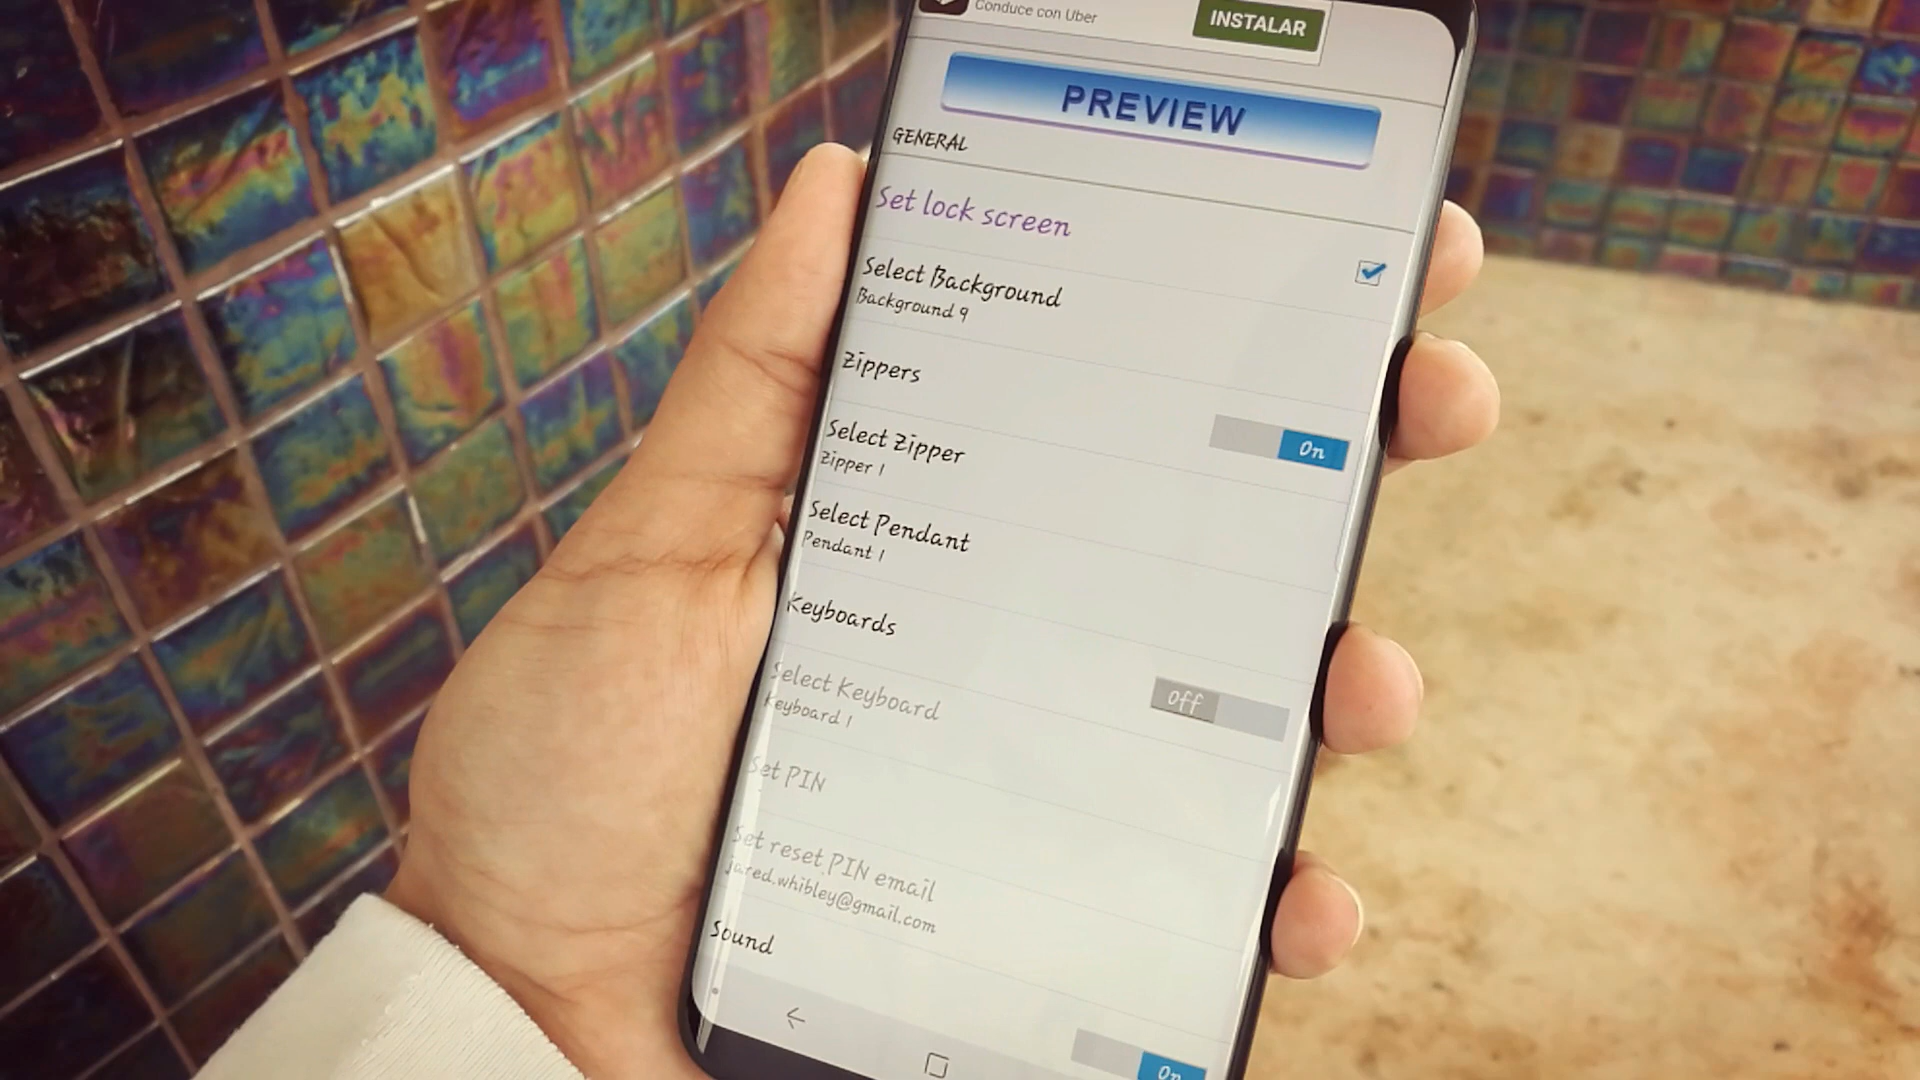 Conduce con Uber
INSTALAR
PREVIEW
GENERAL
Set lock screen
Select Background
Background 9
Zippers
On
Select Zipper
Zipper 1
Select Pendant
Pendant 1
Keyboards
Off
Select Keyboard
Keyboard 1
Set PIN
Set reset PIN email
jared.whibley@gmail.com
Sound
On